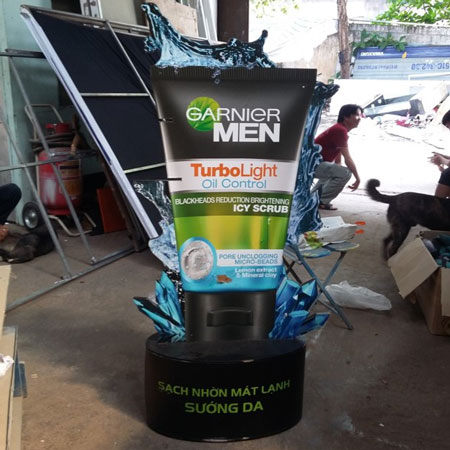 GARNIER
MEN
TurboLight
Oil Control
BLACKHEADS REDUCTION BRIGHTENING
ICY SCRUB
PORE UNCLOGGING
MICRO-BEADS
Lemon extract
& Mineral clay
SẠCH NHỜN MÁT LẠNH
SƯỚNG DA